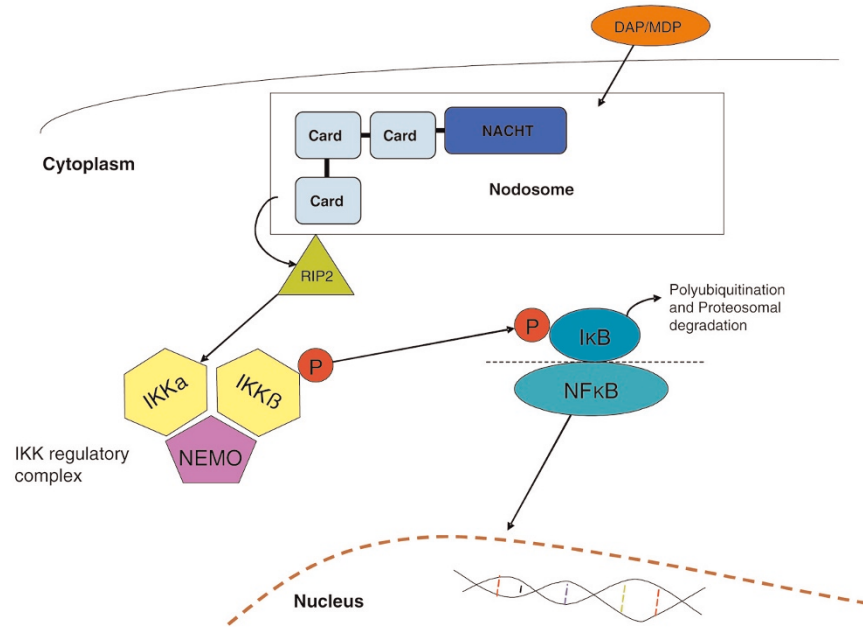 DAP/MDP
Card
Card
NACHT
Cytoplasm
Card
Nodosome
RIP2
Polyubiquitination
and Proteosomal
degradation
P
IκB
P
IKKa
IKKß
NFκB
IKK regulatory
complex
NEMO
Nucleus